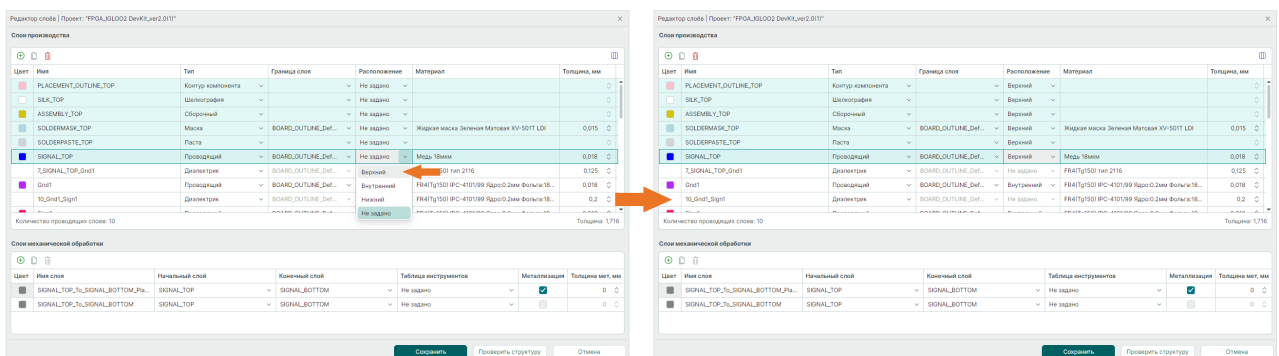 Редактор слоёв | Проект: "FPGA_IGLOO2 DevKit_ver2.0(1)"
Слои производства
Цвет Имя Тип Граница слоя Расположение Материал Толщина, мм
PLACEMENT_OUTLINE_TOP Контур компонента Не задано
SILK_TOP Шелкография Не задано
ASSEMBLY_TOP Сборочный Не задано
SOLDERMASK_TOP Маска BOARD_OUTLINE_Def... Не задано Жидкая маска Зеленая Матовая XV-501T LDI 0,015
SOLDERPASTE_TOP Паста Не задано
SIGNAL_TOP Проводящий BOARD_OUTLINE_Def... Не задано Медь 18мкм 0,018
7_SIGNAL_TOP_Gnd1 Диэлектрик BOARD_OUTLINE_Def... Верхний тип 2116 0,125
Gnd1 Проводящий BOARD_OUTLINE_Def... Внутренний FR4(Tg150) IPC-4101/99 Ядро:0.2мм Фольга:18... 0,018
10_Gnd1_Sign1 Диэлектрик BOARD_OUTLINE_Def... Нижний FR4(Tg150) IPC-4101/99 Ядро:0.2мм Фольга:18... 0,2
Не задано
Количество проводящих слоев: 10 Толщина: 1,716
Слои механической обработки
Цвет Имя слоя Начальный слой Конечный слой Таблица инструментов Металлизация Толщина мет, мм
SIGNAL_TOP_To_SIGNAL_BOTTOM_Pla... SIGNAL_TOP SIGNAL_BOTTOM Не задано 0
SIGNAL_TOP_To_SIGNAL_BOTTOM SIGNAL_TOP SIGNAL_BOTTOM Не задано 0
Сохранить Проверить структуру Отмена
Редактор слоёв | Проект: "FPGA_IGLOO2 DevKit_ver2.0(1)"
Слои производства
Цвет Имя Тип Граница слоя Расположение Материал Толщина, мм
PLACEMENT_OUTLINE_TOP Контур компонента Верхний
SILK_TOP Шелкография Верхний
ASSEMBLY_TOP Сборочный Верхний
SOLDERMASK_TOP Маска BOARD_OUTLINE_Def... Верхний Жидкая маска Зеленая Матовая XV-501T LDI 0,015
SOLDERPASTE_TOP Паста Верхний
SIGNAL_TOP Проводящий BOARD_OUTLINE_Def... Верхний Медь 18мкм 0,018
7_SIGNAL_TOP_Gnd1 Диэлектрик BOARD_OUTLINE_Def... Не задано FR4(Tg150) тип 2116 0,125
Gnd1 Проводящий BOARD_OUTLINE_Def... Внутренний FR4(Tg150) IPC-4101/99 Ядро:0.2мм Фольга:18... 0,018
10_Gnd1_Sign1 Диэлектрик BOARD_OUTLINE_Def... Не задано FR4(Tg150) IPC-4101/99 Ядро:0.2мм Фольга:18... 0,2
Количество проводящих слоев: 10 Толщина: 1,716
Слои механической обработки
Цвет Имя слоя Начальный слой Конечный слой Таблица инструментов Металлизация Толщина мет, мм
SIGNAL_TOP_To_SIGNAL_BOTTOM_Pla... SIGNAL_TOP SIGNAL_BOTTOM Не задано 0
SIGNAL_TOP_To_SIGNAL_BOTTOM SIGNAL_TOP SIGNAL_BOTTOM Не задано 0
Сохранить Проверить структуру Отмена